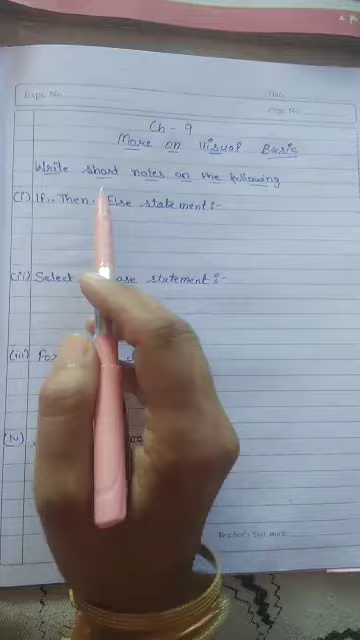 Expt. No.
Date
Page No.
Ch - 9
More on Visual Basic
Write short notes on the following
(i) If.. Then.. Else statement :-
(ii) Select statement :-
(iii)
(iv)
Teacher's Signature